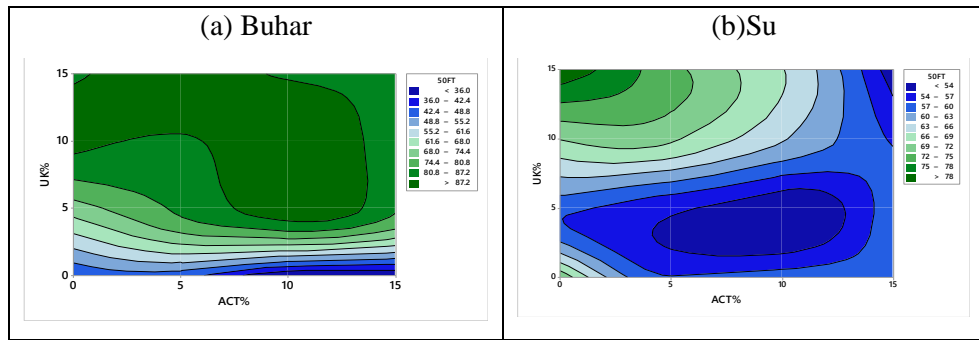 (a) Buhar
(b)Su
15
10
5
0
UK%
0
5
10
15
ACT%
50FT
< 36.0
36.0 – 42.4
42.4 – 48.8
48.8 – 55.2
55.2 – 61.6
61.6 – 68.0
68.0 – 74.4
74.4 – 80.8
80.8 – 87.2
> 87.2
15
10
5
0
UK%
0
5
10
15
ACT%
50FT
< 54
54 – 57
57 – 60
60 – 63
63 – 66
66 – 69
69 – 72
72 – 75
75 – 78
> 78